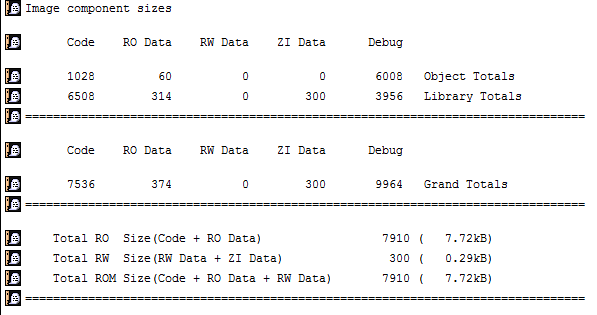 Image component sizes
Code RO Data RW Data ZI Data Debug
1028 60 0 0 6008 Object Totals
6508 314 0 300 3956 Library Totals
================================================================================
Code RO Data RW Data ZI Data Debug
7536 374 0 300 9964 Grand Totals
================================================================================
Total RO Size(Code + RO Data) 7910 ( 7.72kB)
Total RW Size(RW Data + ZI Data) 300 ( 0.29kB)
Total ROM Size(Code + RO Data + RW Data) 7910 ( 7.72kB)
================================================================================